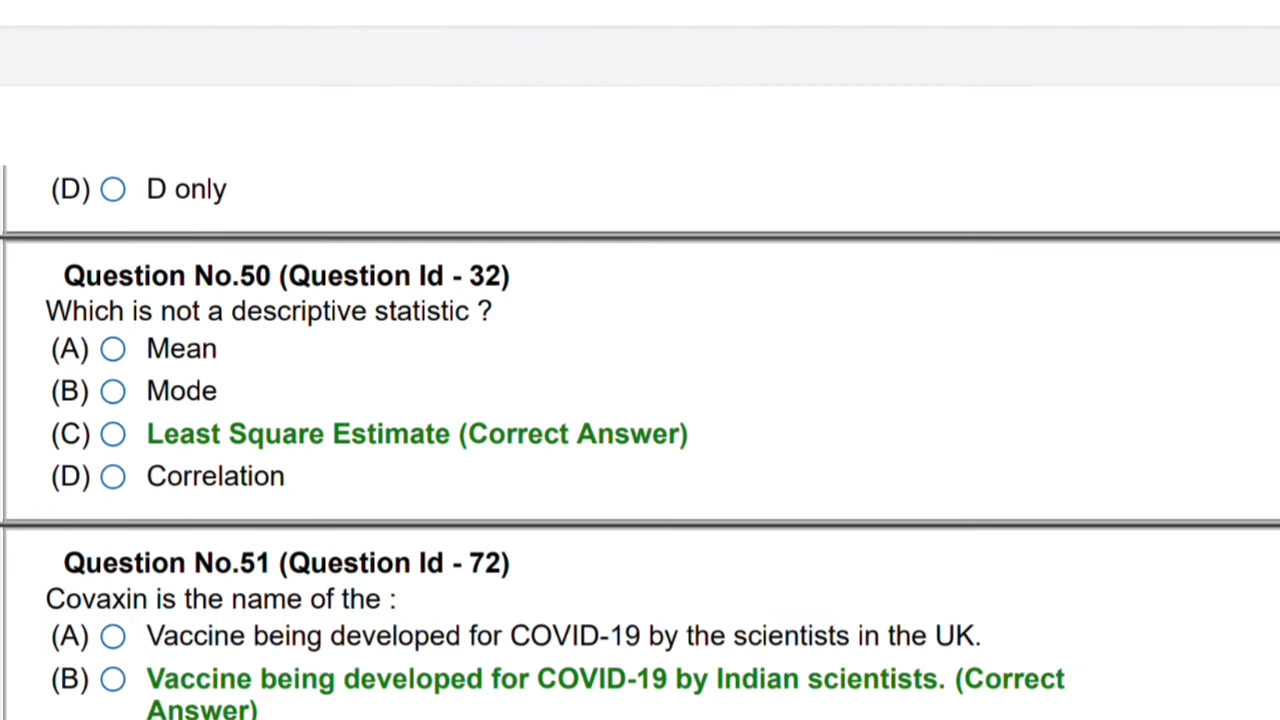 (D) D only
Question No.50 (Question Id - 32)
Which is not a descriptive statistic ?
(A) Mean
(B) Mode
(C) Least Square Estimate (Correct Answer)
(D) Correlation
Question No.51 (Question Id - 72)
Covaxin is the name of the :
(A) Vaccine being developed for COVID-19 by the scientists in the UK.
(B) Vaccine being developed for COVID-19 by Indian scientists. (Correct
Answer)